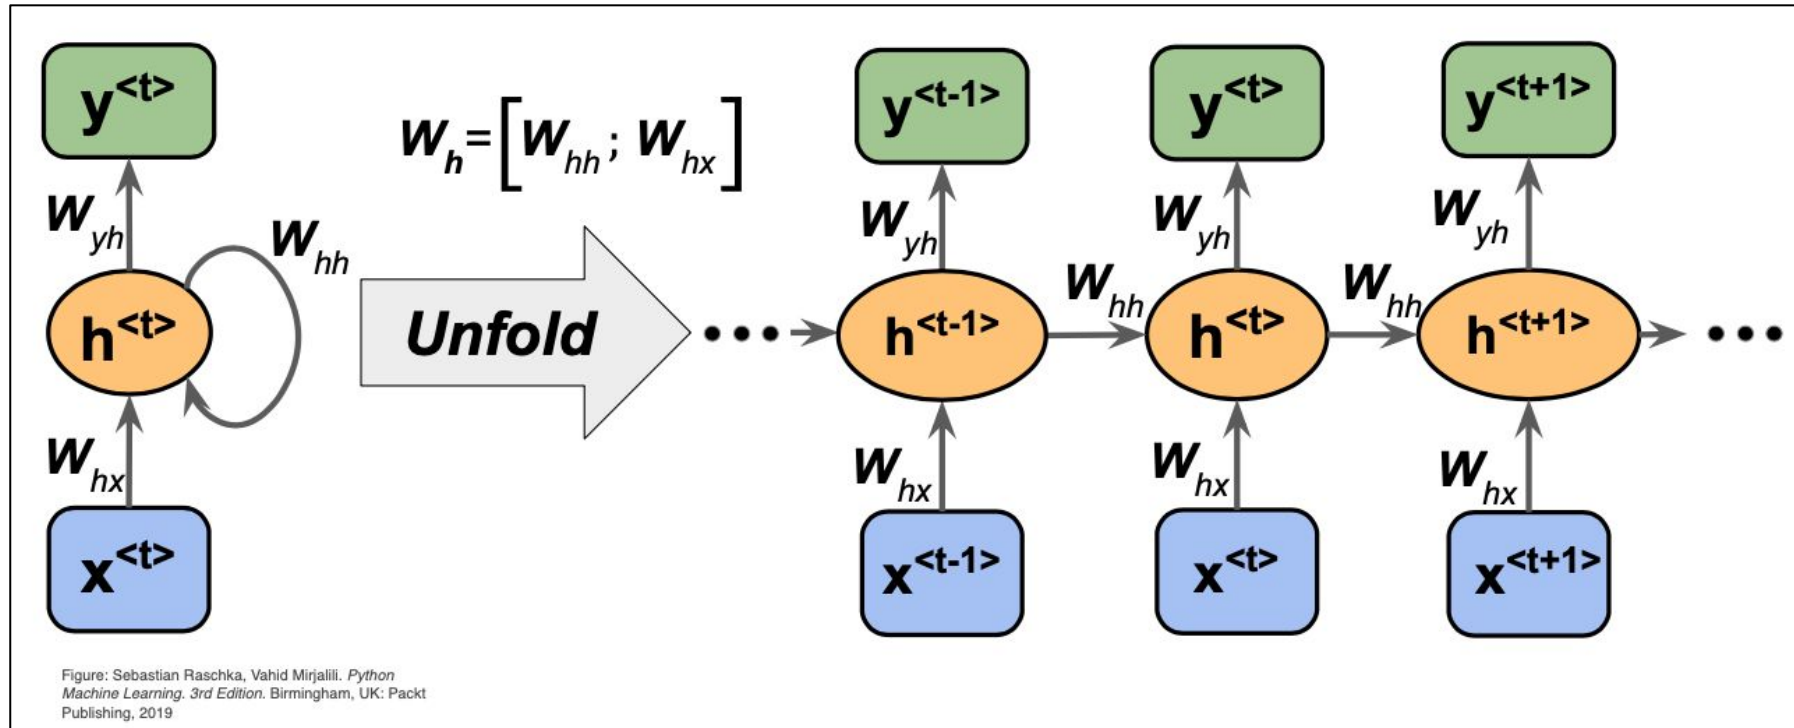 y<t>
W_yh
W_hh
h<t>
W_hx
x<t>
W_h=[W_hh; W_hx]
Unfold
y<t-1>
y<t>
y<t+1>
W_yh
W_yh
W_yh
W_hh
W_hh
h<t-1>
h<t>
h<t+1>
W_hx
W_hx
W_hx
x<t-1>
x<t>
x<t+1>
Figure: Sebastian Raschka, Vahid Mirjalili. Python
Machine Learning. 3rd Edition. Birmingham, UK: Packt
Publishing, 2019